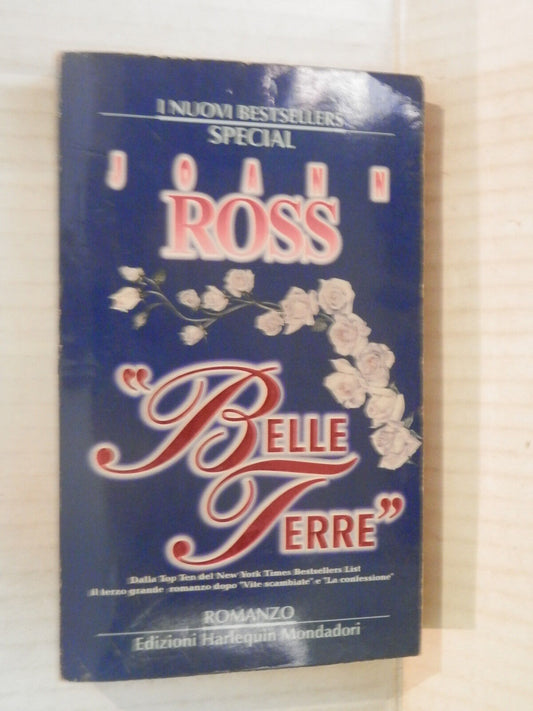 I NUOVI BESTSELLERS
SPECIAL
JOANN
ROSS
"BELLE
TERRE"
Dalla Top Ten del New York Times Bestsellers List
il terzo grande romanzo dopo "Vite scambiate" e "La confessione"
ROMANZO
Edizioni Harlequin Mondadori